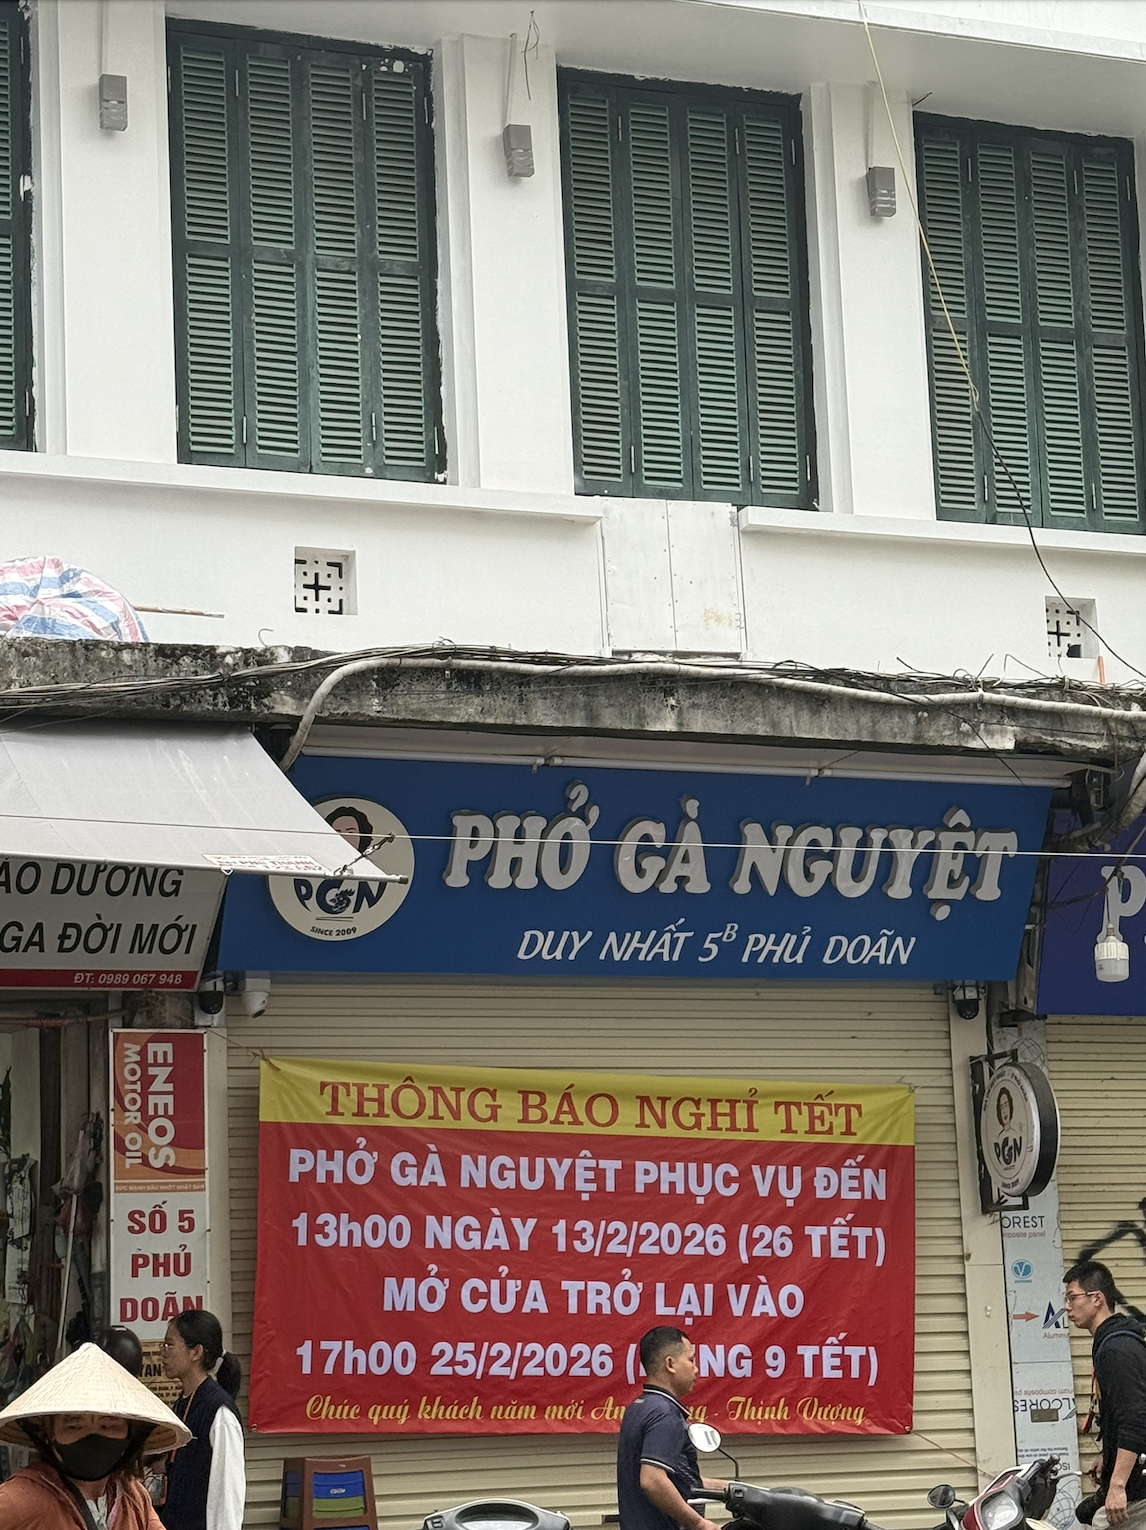 PHỞ GÀ NGUYỆT
DUY NHẤT 5B PHỦ DOÃN
PGN
SINCE 2009
DƯƠNG
GA ĐỜI MỚI
ĐT: 0989 067 948
ENEOS
MOTOR OIL
SỐ 5
PHỦ
DOÃN
THÔNG BÁO NGHỈ TẾT
PHỞ GÀ NGUYỆT PHỤC VỤ ĐẾN
13h00 NGÀY 13/2/2026 (26 TẾT)
MỞ CỬA TRỞ LẠI VÀO
17h00 25/2/2026 ( 9 TẾT)
Chúc quý khách năm mới An - Thịnh Vượng
PGN
P
OREST